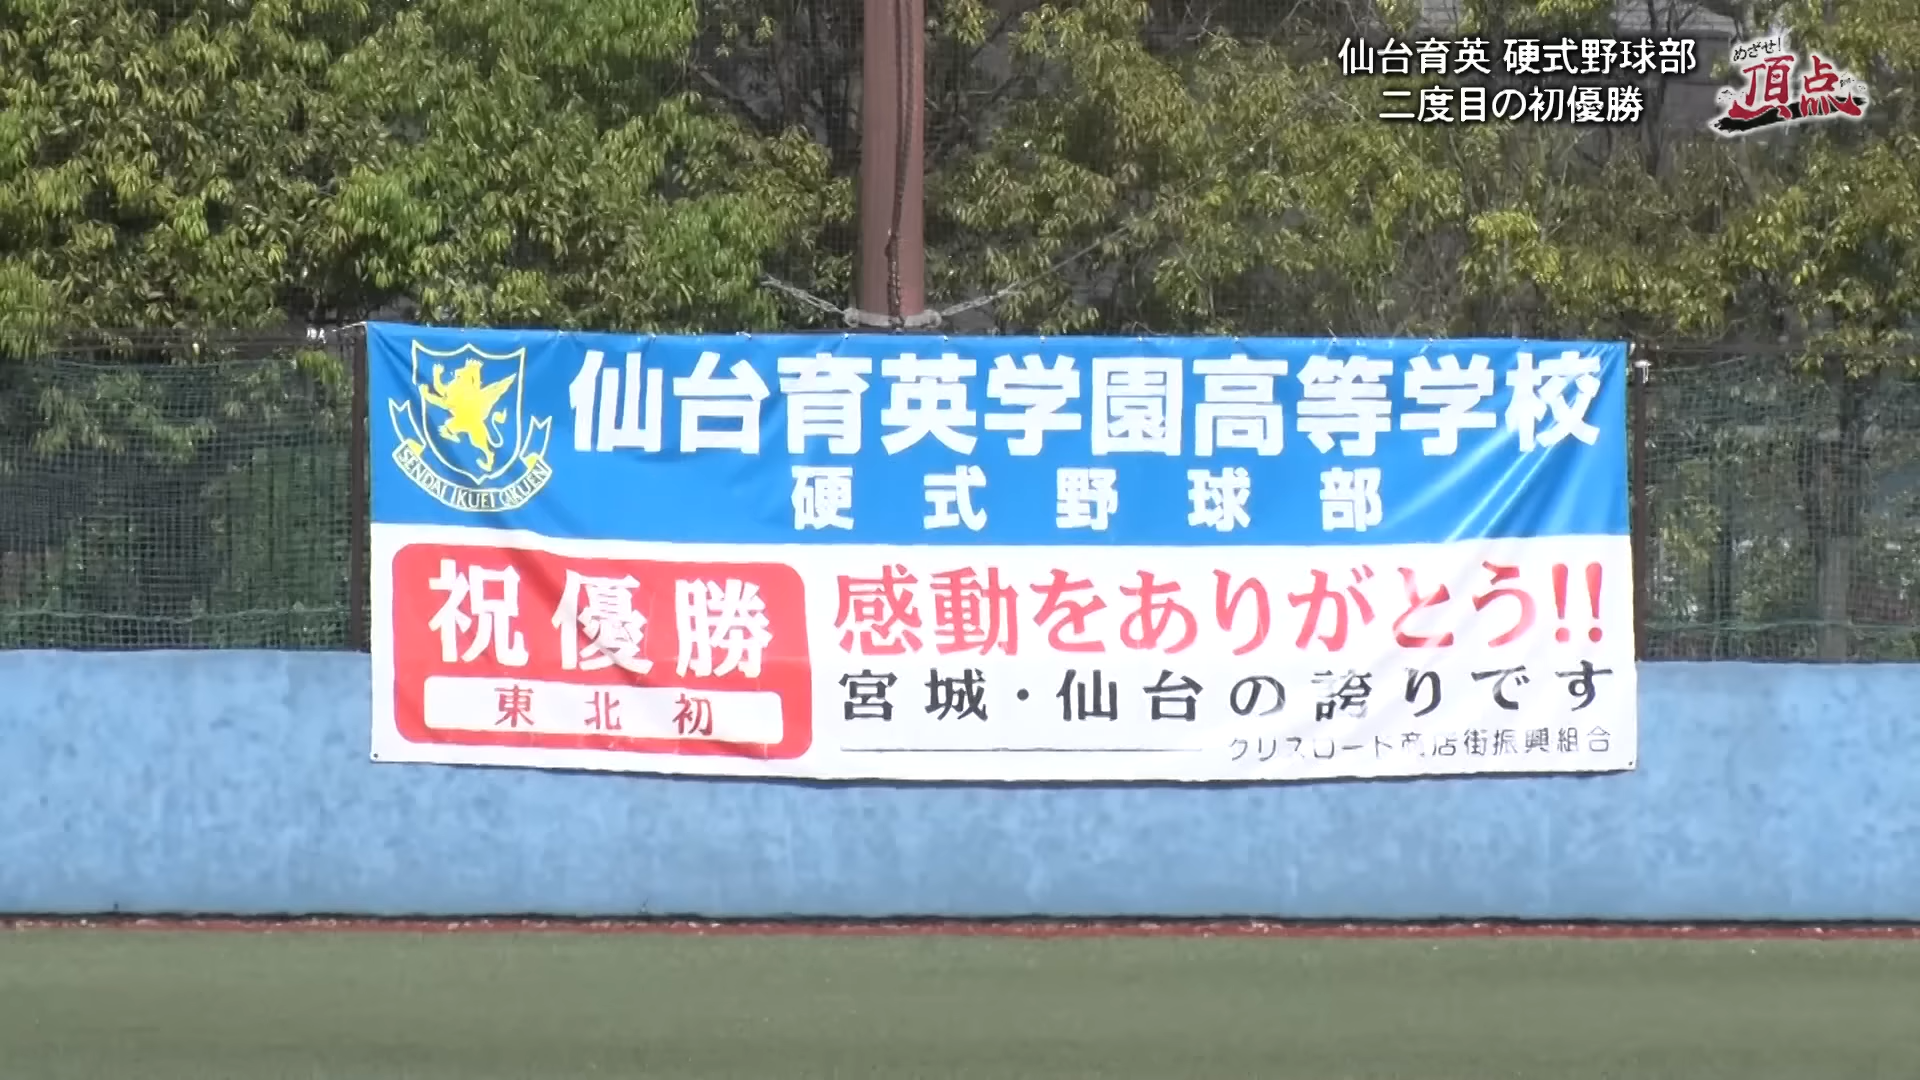 仙台育英 硬式野球部
二度目の初優勝
めざせ!
頂点
仙台育英学園高等学校
硬式野球部
SENDAI IKUEI GAKUEN
祝優勝
東北初
感動をありがとう!!
宮城・仙台の誇りです
クリスロード商店街振興組合